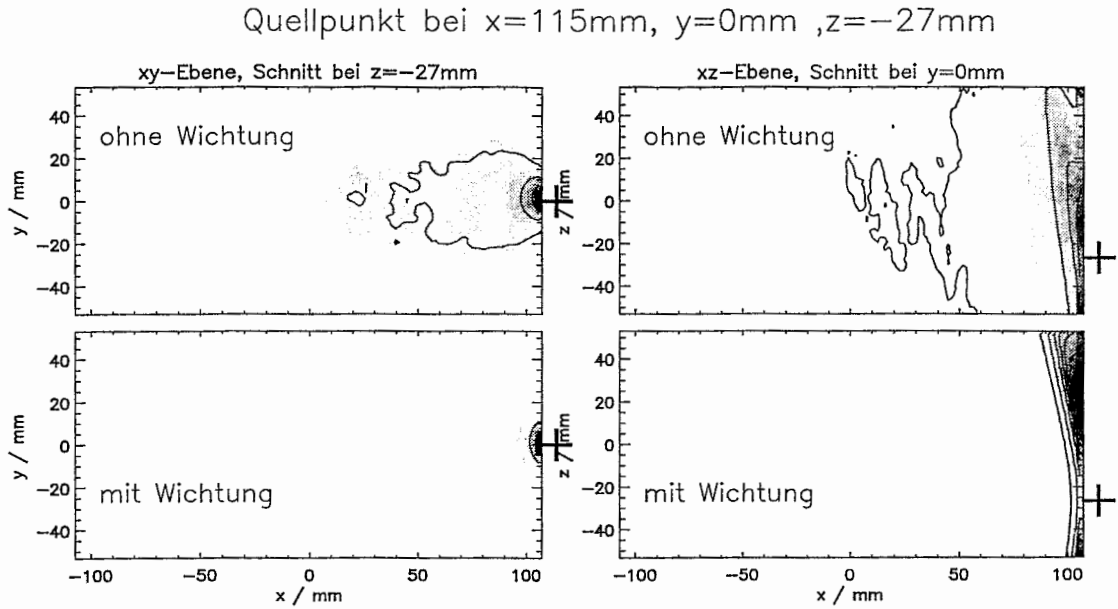 Quellpunkt bei x=115mm, y=0mm ,z=−27mm
xy−Ebene, Schnitt bei z=−27mm
xz−Ebene, Schnitt bei y=0mm
40
20
0
−20
−40
y / mm
ohne Wichtung
40
20
0
−20
−40
z / mm
ohne Wichtung
40
20
0
−20
−40
y / mm
mit Wichtung
40
20
0
−20
−40
z / mm
mit Wichtung
−100 −50 0 50 100
x / mm
−100 −50 0 50 100
x / mm